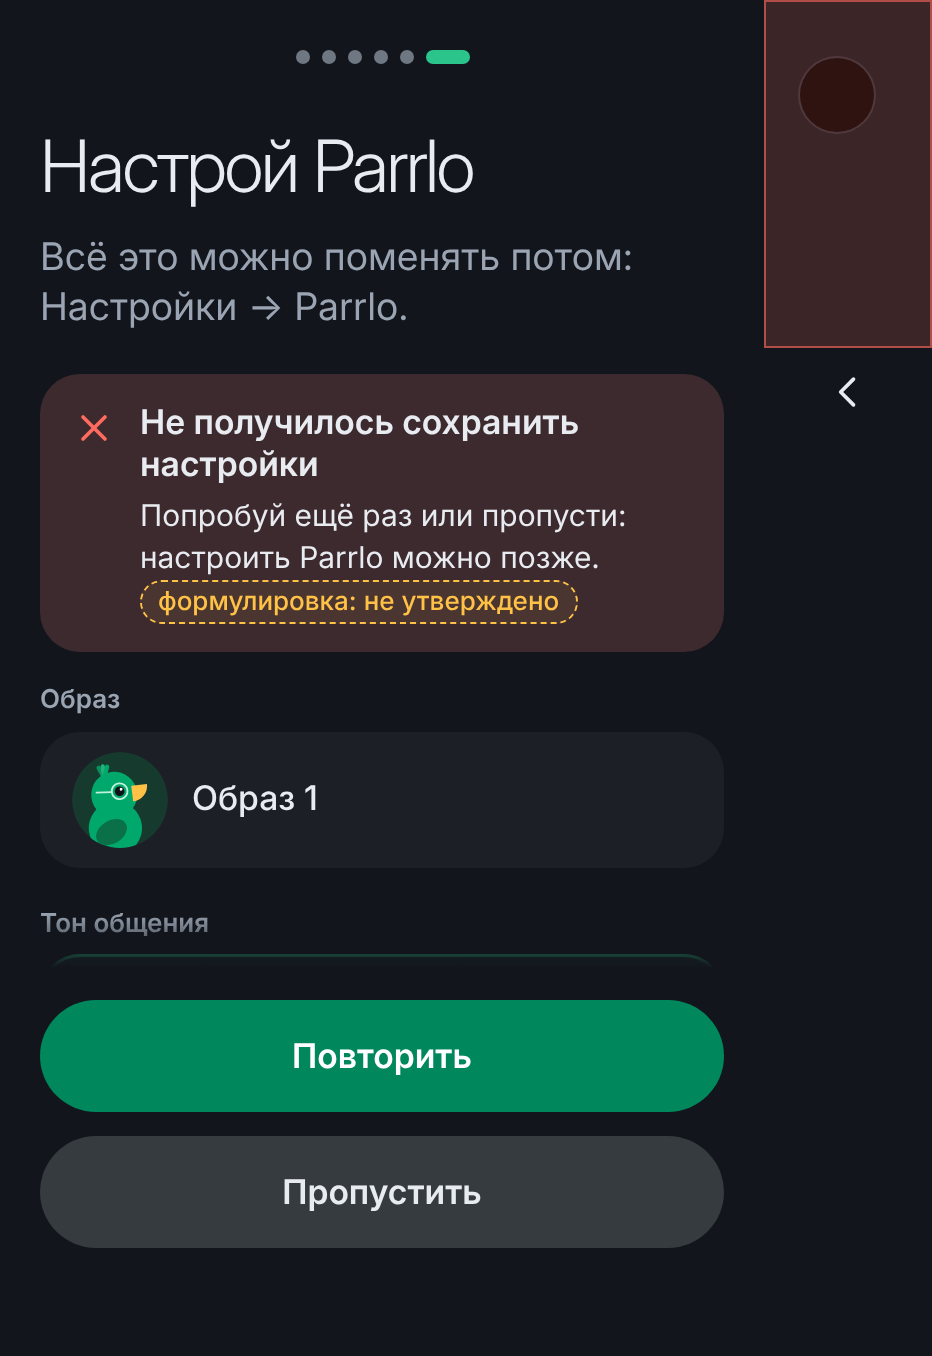 Настрой Parrlo
Всё это можно поменять потом:
Настройки → Parrlo.
Не получилось сохранить
настройки
Попробуй ещё раз или пропусти:
настроить Parrlo можно позже.
формулировка: не утверждено
Образ
Образ 1
Тон общения
Повторить
Пропустить